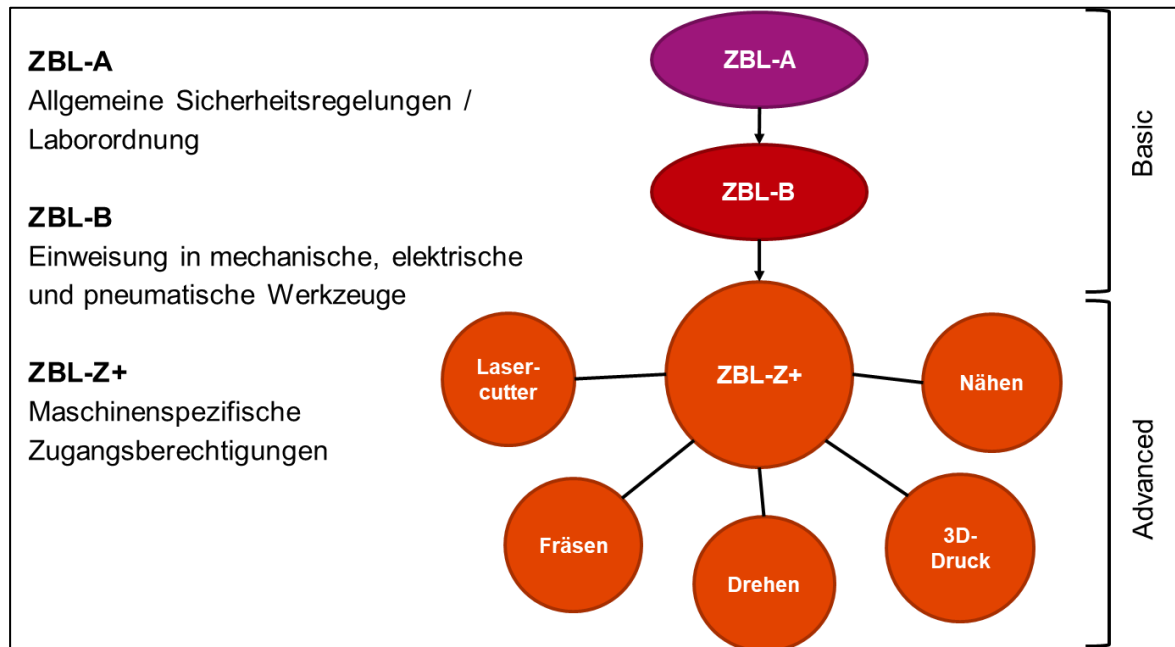 ZBL-A
Allgemeine Sicherheitsregelungen /
Laborordnung
ZBL-B
Einweisung in mechanische, elektrische
und pneumatische Werkzeuge
ZBL-Z+
Maschinenspezifische
Zugangsberechtigungen
ZBL-A
ZBL-B
ZBL-Z+
Laser-
cutter
Nähen
Fräsen
Drehen
3D-
Druck
Basic
Advanced